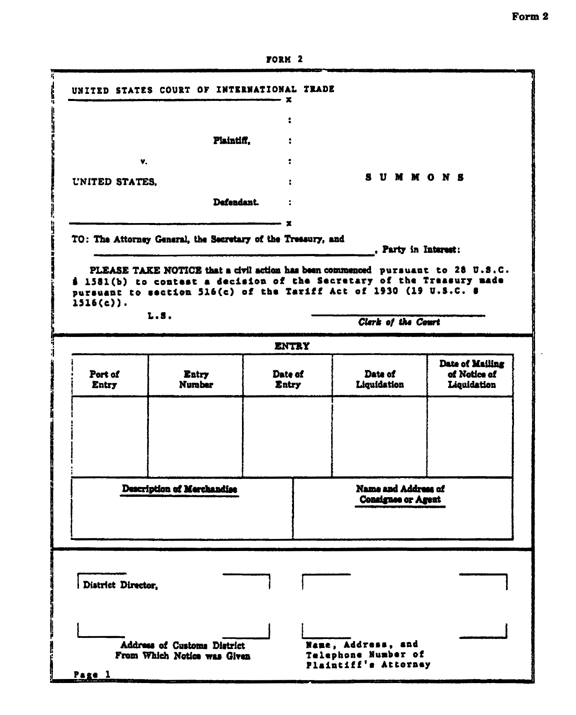 Form 2
FORM 2
UNITED STATES COURT OF INTERNATIONAL TRADE
x
:
Plaintiff, :
v. :
UNITED STATES, : SUMMONS
Defendant. :
x
TO: The Attorney General, the Secretary of the Treasury, and
, Party in Interest:
PLEASE TAKE NOTICE that a civil action has been commenced pursuant to 28 U.S.C.
§ 1581(b) to contest a decision of the Secretary of the Treasury made
pursuant to section 516(c) of the Tariff Act of 1930 (19 U.S.C. §
1516(c)).
L.S.
Clerk of the Court
ENTRY
Port of Entry
Entry Number
Date of Entry
Date of Liquidation
Date of Mailing of Notice of Liquidation
Description of Merchandise
Name and Address of
Consignee or Agent
District Director,
Address of Customs District
From Which Notice was Given
Name, Address, and
Telephone Number of
Plaintiff's Attorney
Page 1